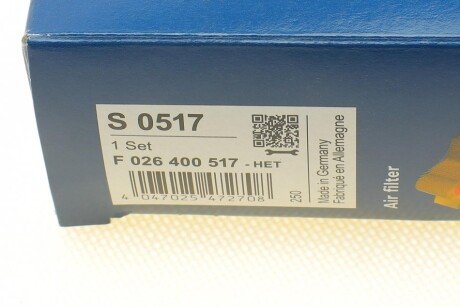 S 0517
1 Set
F 026 400 517 - HET
4 047025 472708
250
Made in Germany
Fabriqué en Allemagne
Air filter